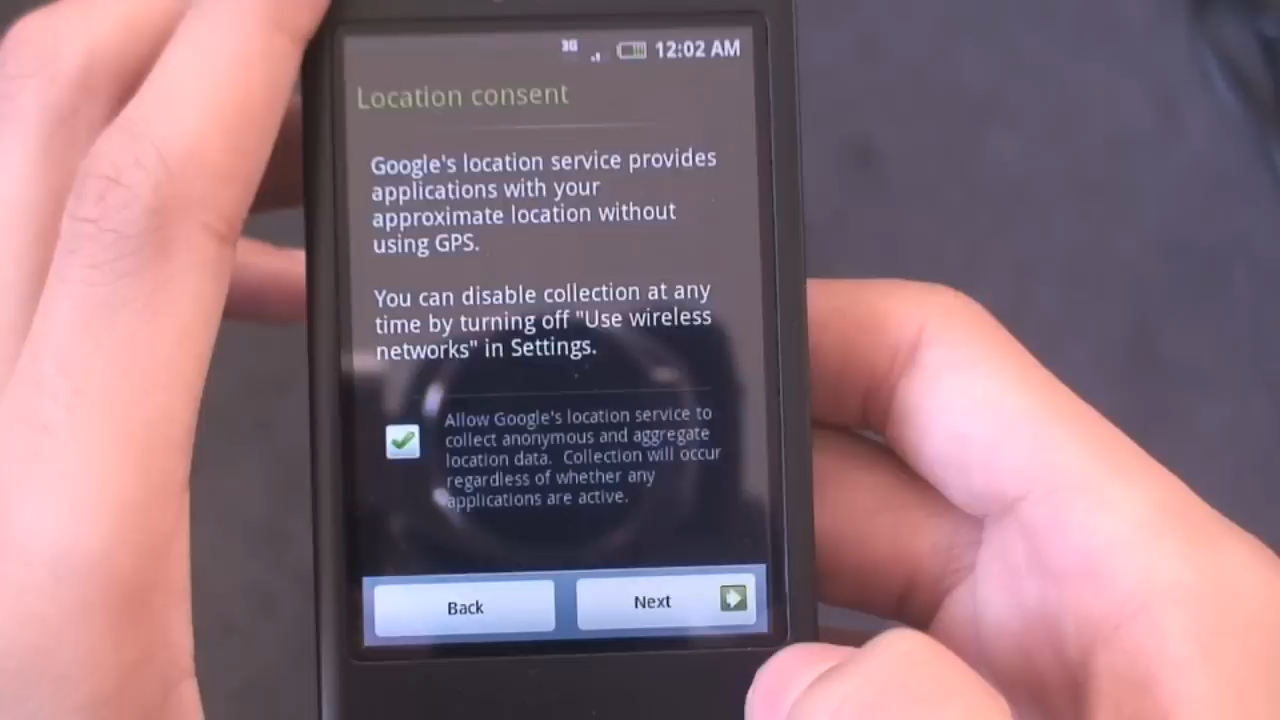 3G 12:02 AM
Location consent
Google's location service provides
applications with your
approximate location without
using GPS.
You can disable collection at any
time by turning off "Use wireless
networks" in Settings.
Allow Google's location service to
collect anonymous and aggregate
location data. Collection will occur
regardless of whether any
applications are active.
Back Next